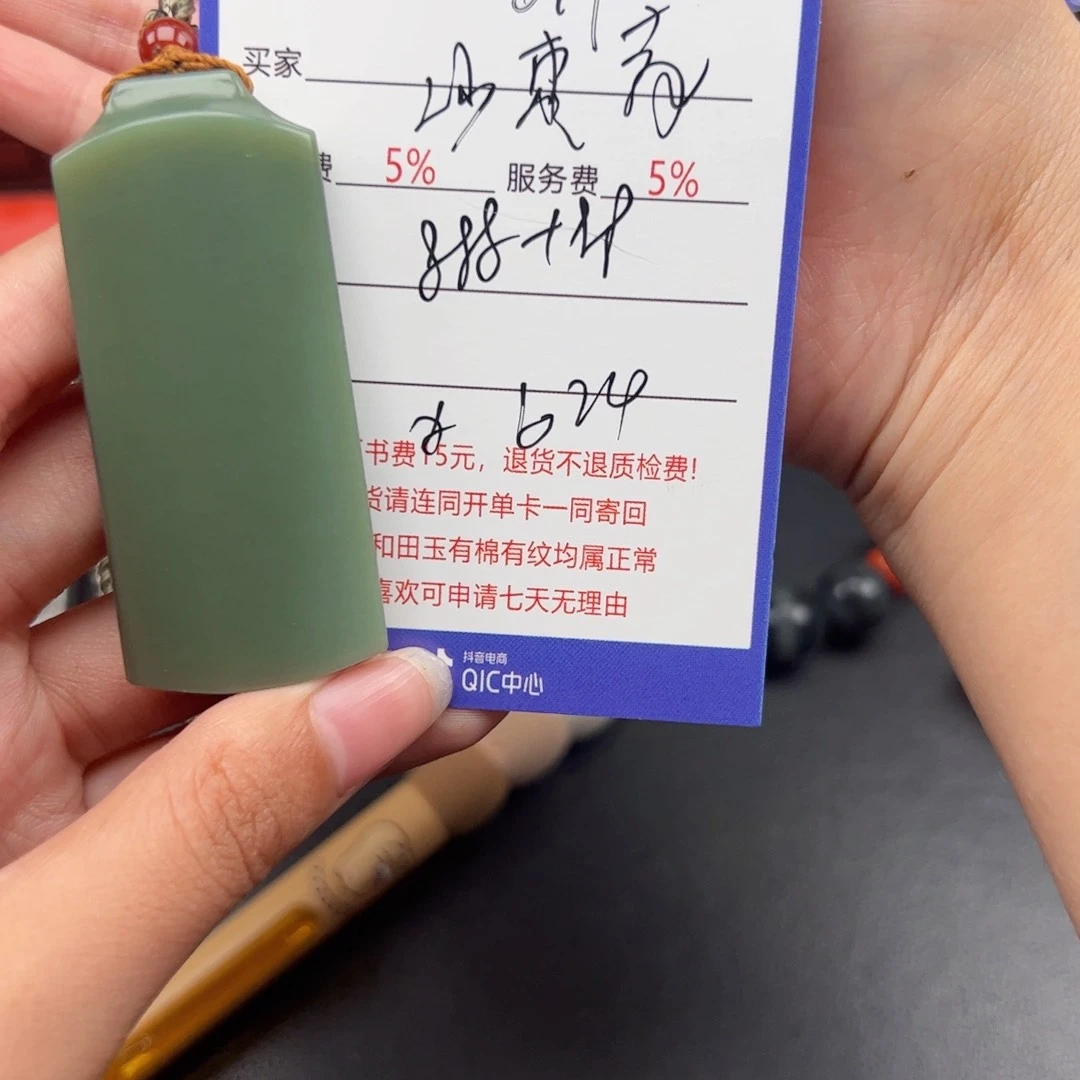 买家 山東
费 5% 服务费 5%
888+
624
书费15元，退货不退质检费!
货请连同开单卡一同寄回
和田玉有棉有纹均属正常
喜欢可申请七天无理由
抖音电商
QIC中心